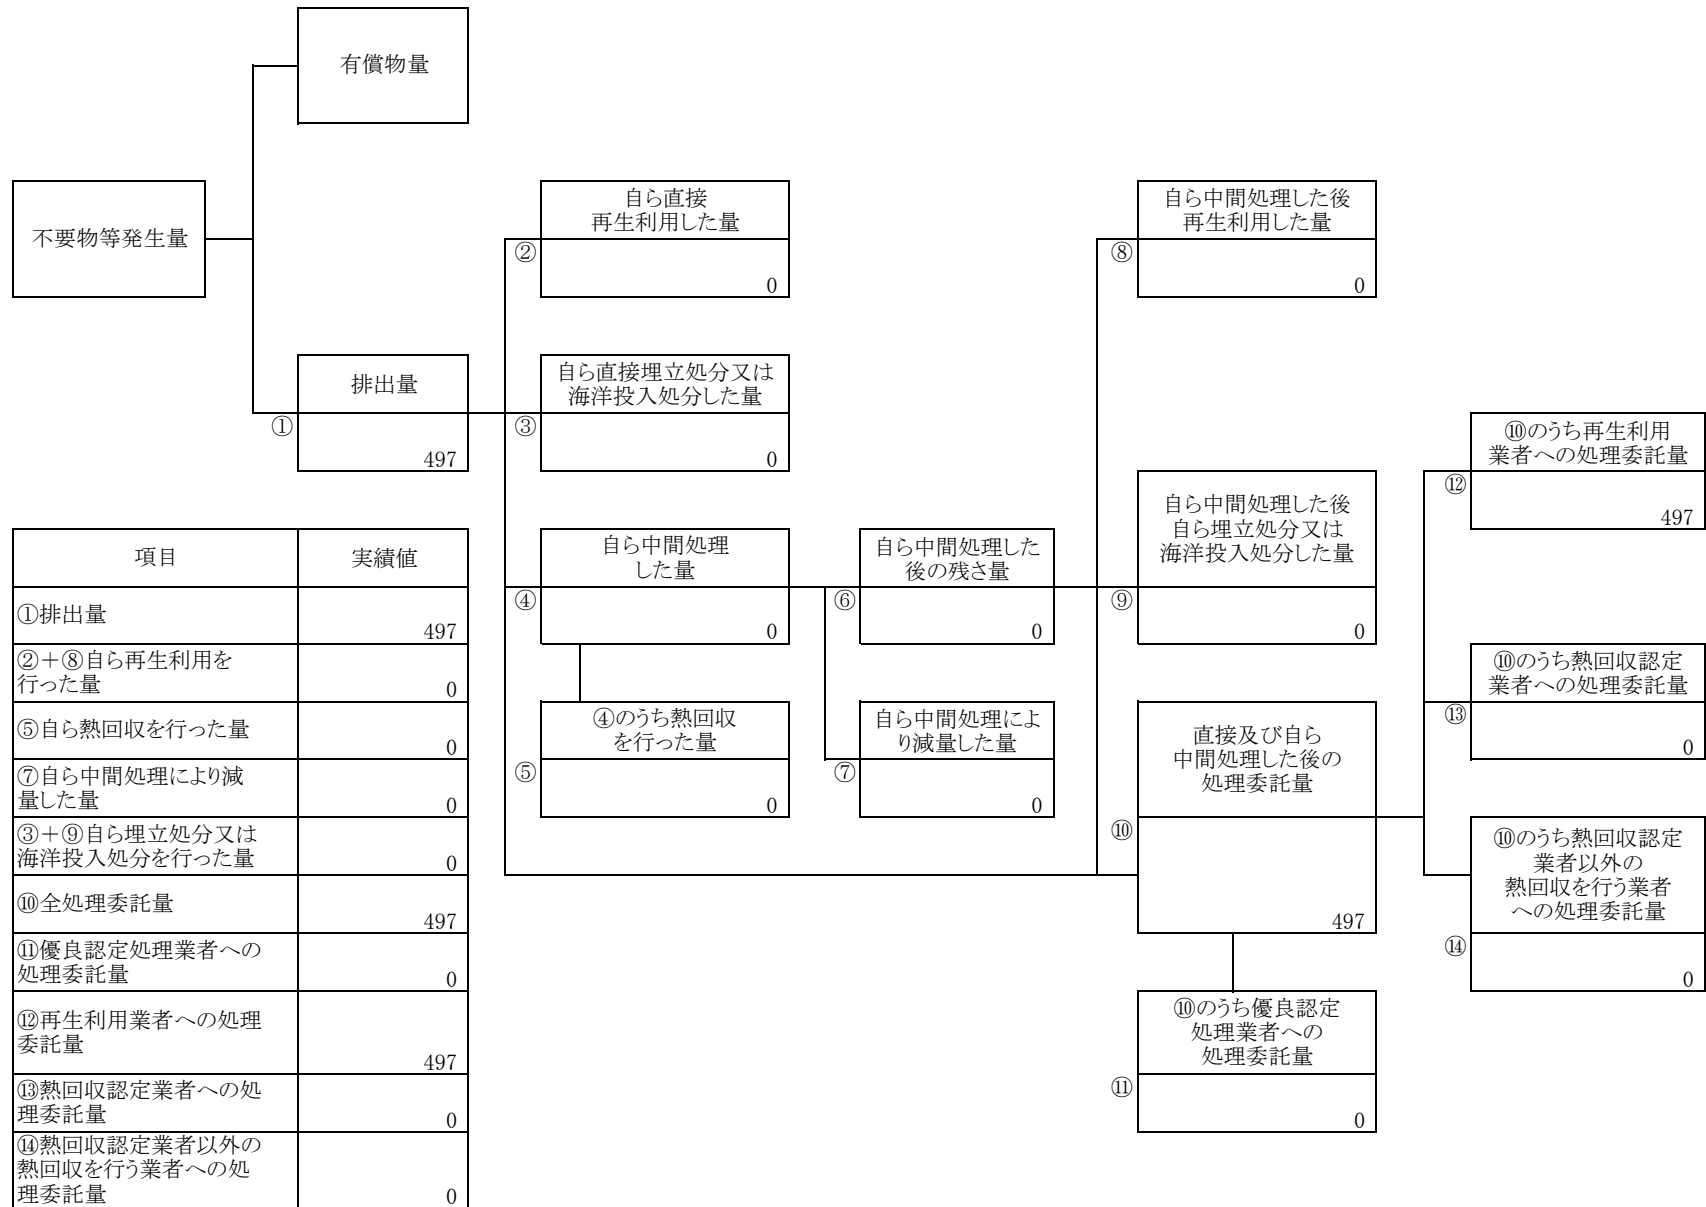 有償物量
不要物等発生量
自ら直接
再生利用した量
②
0
自ら中間処理した後
再生利用した量
⑧
0
排出量
①
497
自ら直接埋立処分又は
海洋投入処分した量
③
0
⑩のうち再生利用
業者への処理委託量
⑫
497
自ら中間処理
した量
④
0
自ら中間処理した
後の残さ量
⑥
0
自ら中間処理した後
自ら埋立処分又は
海洋投入処分した量
⑨
0
⑩のうち熱回収認定
業者への処理委託量
⑬
0
④のうち熱回収
を行った量
⑤
0
自ら中間処理によ
り減量した量
⑦
0
直接及び自ら
中間処理した後の
処理委託量
⑩
497
⑩のうち熱回収認定
業者以外の
熱回収を行う業者
への処理委託量
⑭
0
⑩のうち優良認定
処理業者への
処理委託量
⑪
0
項目 実績値
①排出量
497
②＋⑧自ら再生利用を
行った量
0
⑤自ら熱回収を行った量
0
⑦自ら中間処理により減
量した量
0
③＋⑨自ら埋立処分又は
海洋投入処分を行った量
0
⑩全処理委託量
497
⑪優良認定処理業者への
処理委託量
0
⑫再生利用業者への処理
委託量
497
⑬熱回収認定業者への処
理委託量
0
⑭熱回収認定業者以外の
熱回収を行う業者への処
理委託量
0